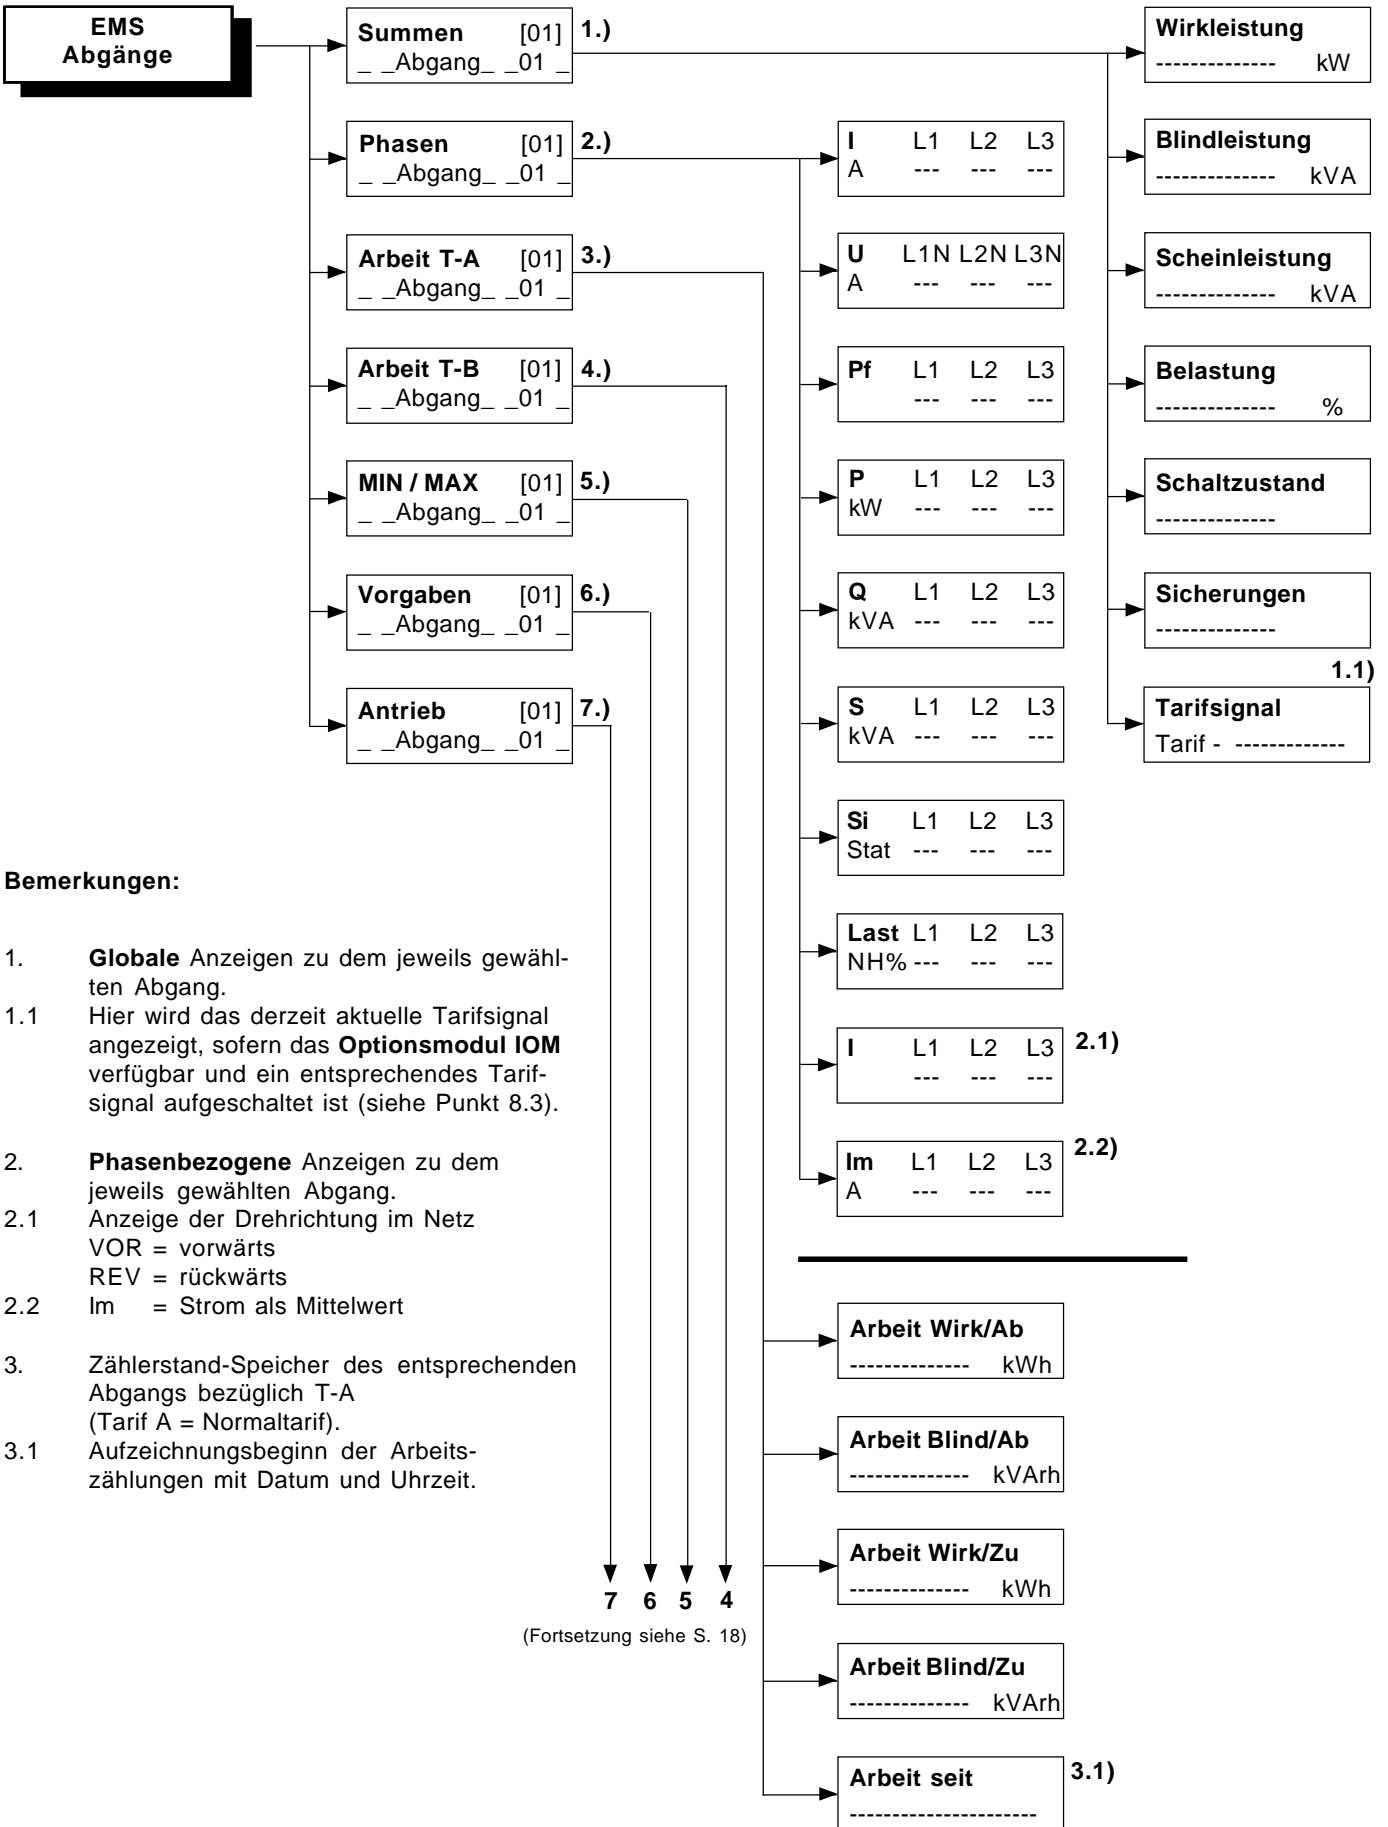 EMS
Abgänge
Summen [01] 1.)
_ _Abgang_ _01 _
Phasen [01] 2.)
_ _Abgang_ _01 _
Arbeit T-A [01] 3.)
_ _Abgang_ _01 _
Arbeit T-B [01] 4.)
_ _Abgang_ _01 _
MIN / MAX [01] 5.)
_ _Abgang_ _01 _
Vorgaben [01] 6.)
_ _Abgang_ _01 _
Antrieb [01] 7.)
_ _Abgang_ _01 _
I L1 L2 L3
A --- --- ---
U L1N L2N L3N
A --- --- ---
Pf L1 L2 L3
--- --- ---
P L1 L2 L3
kW --- --- ---
Q L1 L2 L3
kVA --- --- ---
S L1 L2 L3
kVA --- --- ---
Si L1 L2 L3
Stat --- --- ---
Last L1 L2 L3
NH% --- --- ---
I L1 L2 L3 2.1)
--- --- ---
Im L1 L2 L3 2.2)
A --- --- ---
Wirkleistung
-------------- kW
Blindleistung
-------------- kVA
Scheinleistung
-------------- kVA
Belastung
-------------- %
Schaltzustand
--------------
Sicherungen
--------------
1.1)
Tarifsignal
Tarif - -------------
Arbeit Wirk/Ab
-------------- kWh
Arbeit Blind/Ab
-------------- kVArh
Arbeit Wirk/Zu
-------------- kWh
Arbeit Blind/Zu
-------------- kVArh
Arbeit seit 3.1)
----------------------
Bemerkungen:
1. Globale Anzeigen zu dem jeweils gewähl-
ten Abgang.
1.1 Hier wird das derzeit aktuelle Tarifsignal
angezeigt, sofern das Optionsmodul IOM
verfügbar und ein entsprechendes Tarif-
signal aufgeschaltet ist (siehe Punkt 8.3).
2. Phasenbezogene Anzeigen zu dem
jeweils gewählten Abgang.
2.1 Anzeige der Drehrichtung im Netz
VOR = vorwärts
REV = rückwärts
2.2 Im = Strom als Mittelwert
3. Zählerstand-Speicher des entsprechenden
Abgangs bezüglich T-A
(Tarif A = Normaltarif).
3.1 Aufzeichnungsbeginn der Arbeits-
zählungen mit Datum und Uhrzeit.
7 6 5 4
(Fortsetzung siehe S. 18)